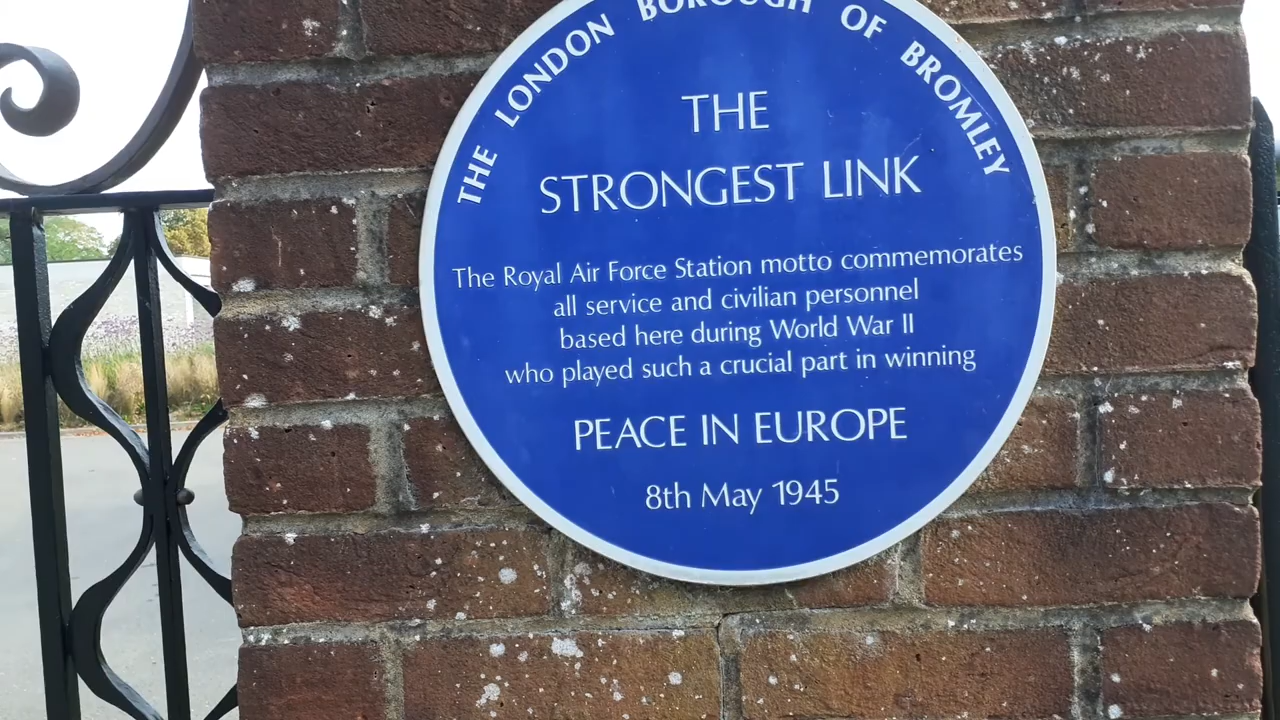 THE LONDON BOROUGH OF BROMLEY
THE
STRONGEST LINK
The Royal Air Force Station motto commemorates
all service and civilian personnel
based here during World War II
who played such a crucial part in winning
PEACE IN EUROPE
8th May 1945